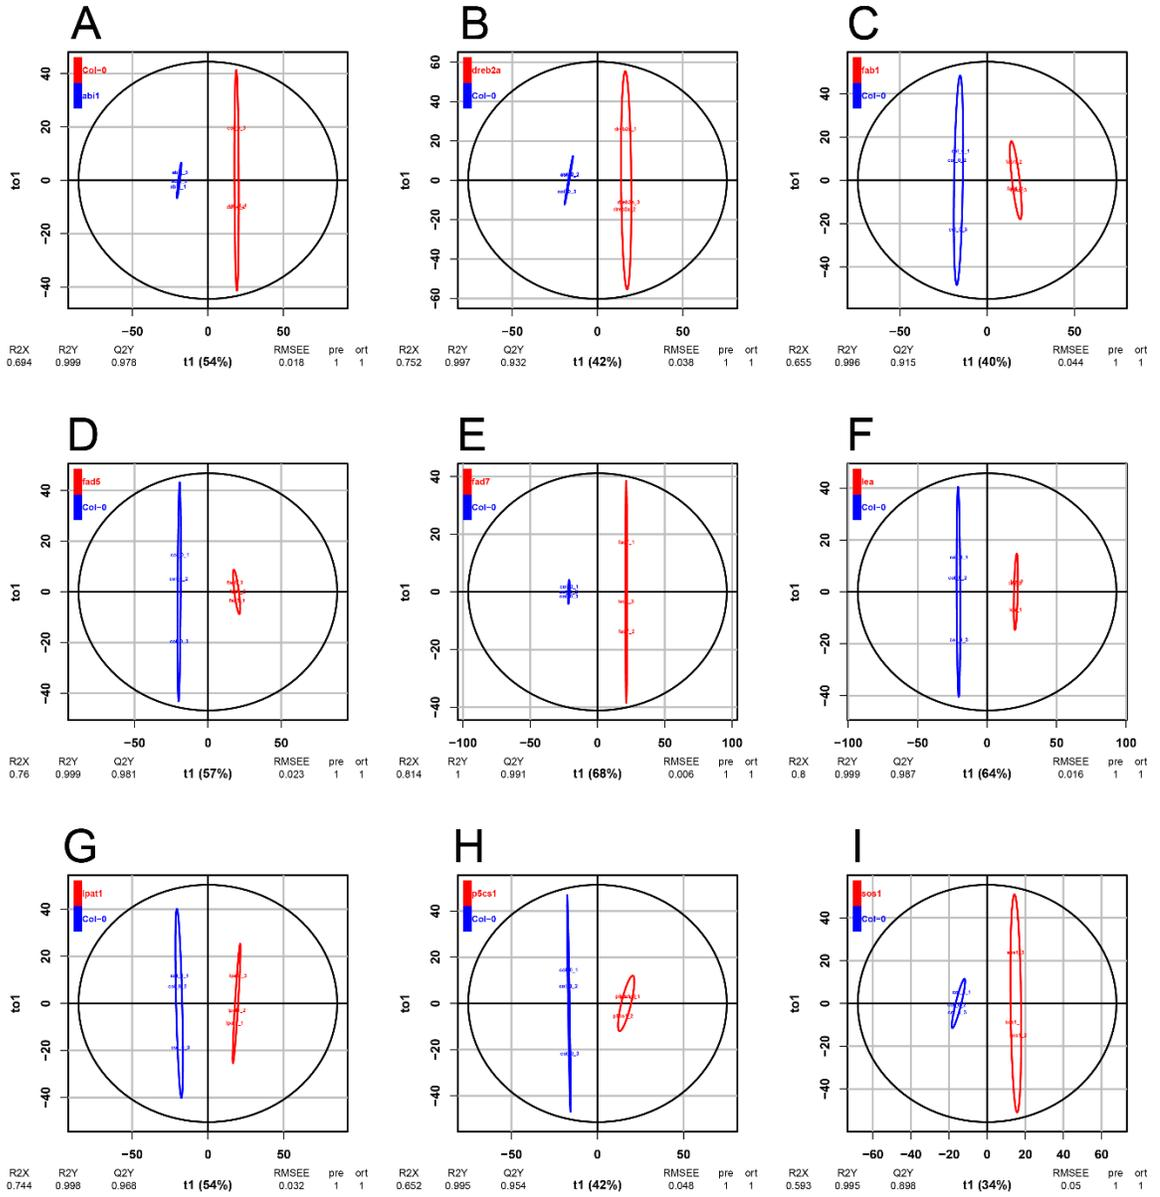 A
B
C
Col-0
abi1
dreb2a
Col-0
fab1
Col-0
to1
40
20
0
−20
−40
−50 0 50
60
40
20
0
−20
−40
−60
−50 0 50
40
20
0
−20
−40
−50 0 50
R2X R2Y Q2Y RMSEE pre ort
0.694 0.999 0.978 t1 (54%) 0.018 1 1
R2X R2Y Q2Y RMSEE pre ort
0.752 0.997 0.932 t1 (42%) 0.038 1 1
R2X R2Y Q2Y RMSEE pre ort
0.655 0.996 0.915 t1 (40%) 0.044 1 1
D
E
F
fad5
Col-0
fad7
Col-0
lea
Col-0
to1
40
20
0
−20
−40
−50 0 50
to1
40
20
0
−20
−40
−100 −50 0 50 100
to1
40
20
0
−20
−40
−100 −50 0 50 100
R2X R2Y Q2Y RMSEE pre ort
0.76 0.999 0.981 t1 (57%) 0.023 1 1
R2X R2Y Q2Y RMSEE pre ort
0.814 1 0.991 t1 (68%) 0.006 1 1
R2X R2Y Q2Y RMSEE pre ort
0.8 0.999 0.987 t1 (64%) 0.016 1 1
G
H
I
lpat1
Col-0
p5cs1
Col-0
sos1
Col-0
to1
40
20
0
−20
−40
−50 0 50
to1
40
20
0
−20
−40
−50 0 50
to1
40
20
0
−20
−40
−60 −40 −20 0 20 40 60
R2X R2Y Q2Y RMSEE pre ort
0.744 0.998 0.968 t1 (54%) 0.032 1 1
R2X R2Y Q2Y RMSEE pre ort
0.652 0.995 0.954 t1 (42%) 0.048 1 1
R2X R2Y Q2Y RMSEE pre ort
0.593 0.995 0.898 t1 (34%) 0.05 1 1